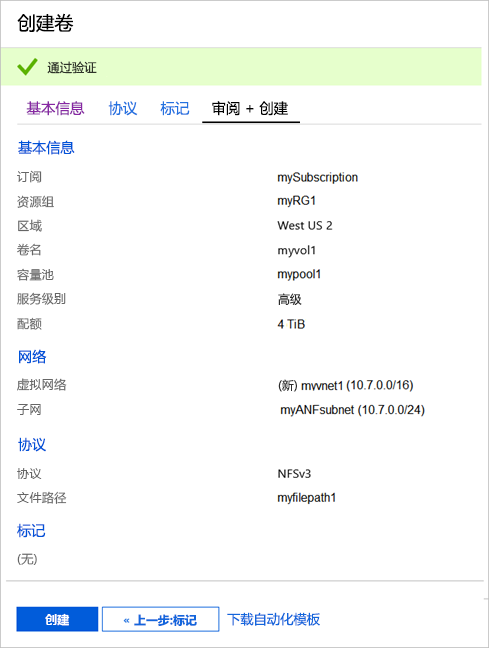 创建卷
通过验证
基本信息 协议 标记 审阅 + 创建
基本信息
订阅 mySubscription
资源组 myRG1
区域 West US 2
卷名 myvol1
容量池 mypool1
服务级别 高级
配额 4 TiB
网络
虚拟网络 (新) myvnet1 (10.7.0.0/16)
子网 myANFsubnet (10.7.0.0/24)
协议
协议 NFSv3
文件路径 myfilepath1
标记
(无)
创建 « 上一步:标记 下载自动化模板